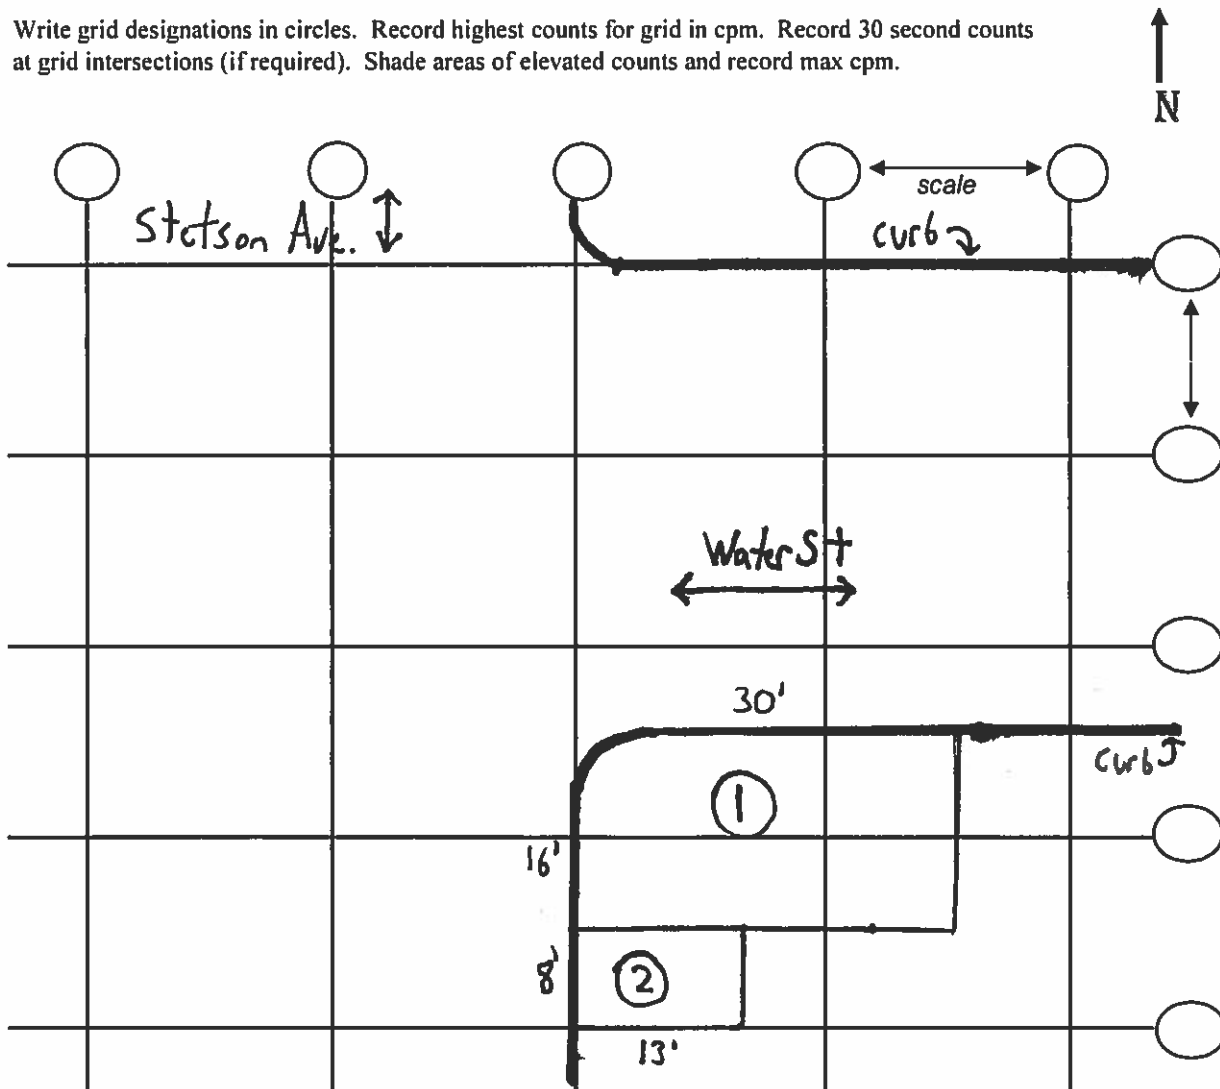 Write grid designations in circles. Record highest counts for grid in cpm. Record 30 second counts
at grid intersections (if required). Shade areas of elevated counts and record max cpm.
N
scale
Stetson Ave.
curb
Water St
30'
curb
1
16'
8'
2
13'